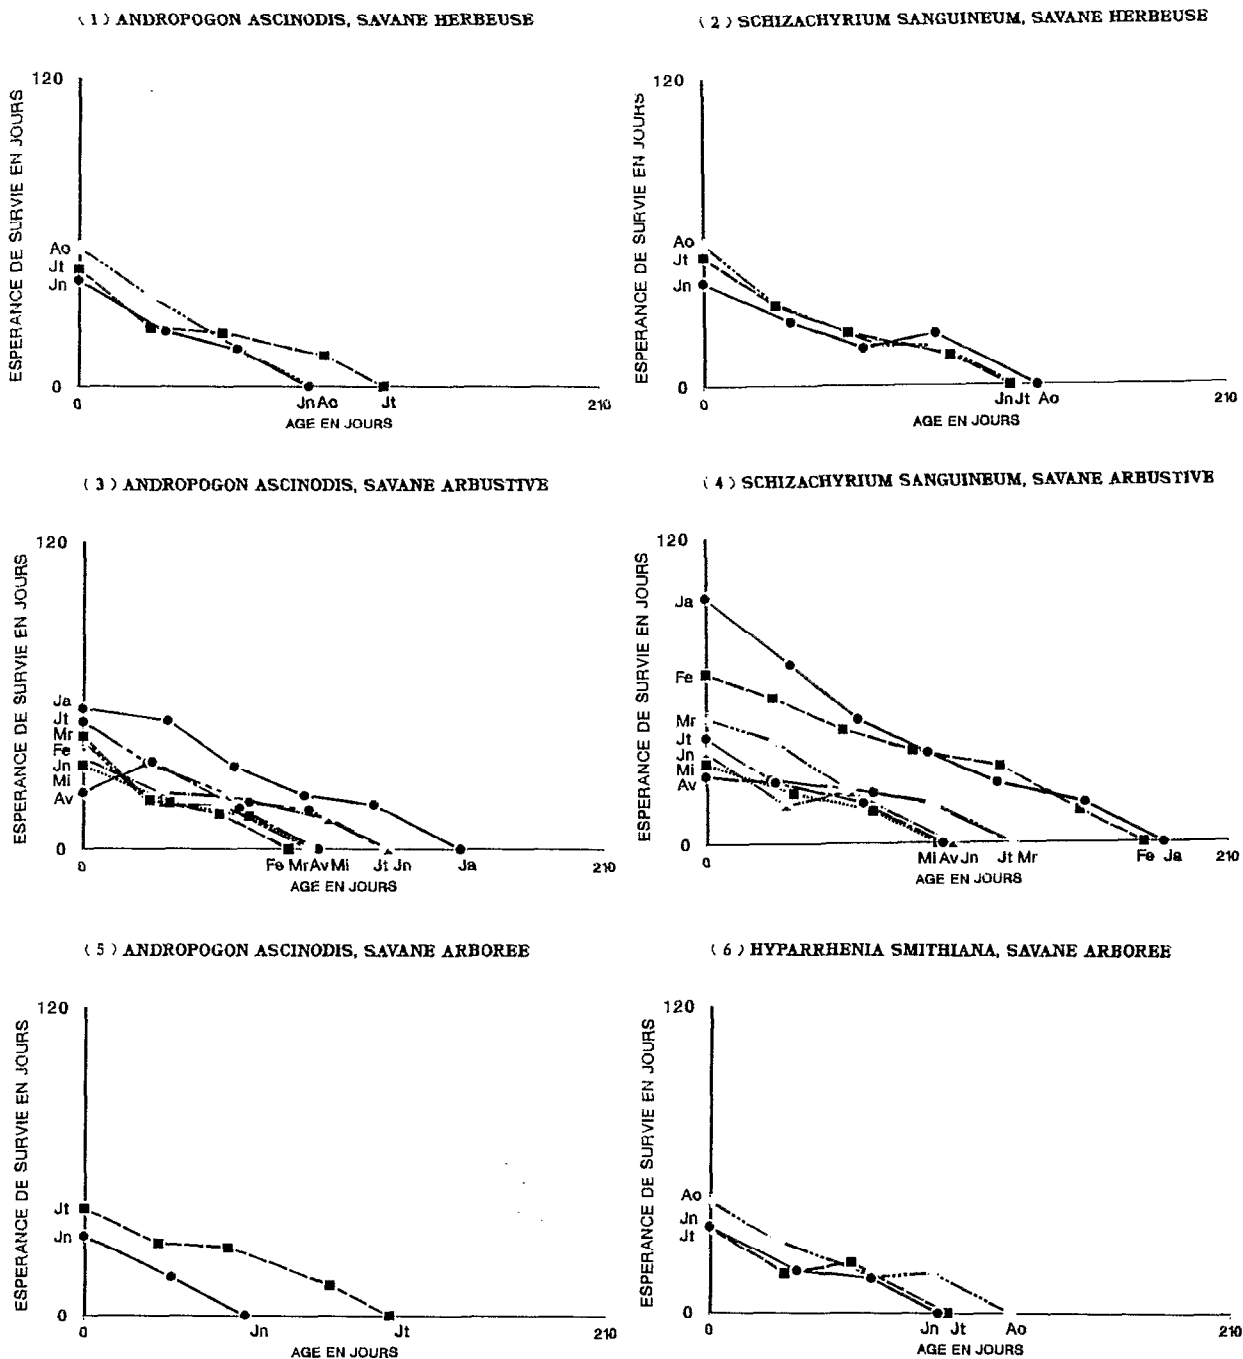 ( 1 ) ANDROPOGON ASCINODIS, SAVANE HERBEUSE
120
ESPERANCE DE SURVIE EN JOURS
Ao
Jt
Jn
0
0
Jn Ao Jt
210
AGE EN JOURS
( 2 ) SCHIZACHYRIUM SANGUINEUM, SAVANE HERBEUSE
120
ESPERANCE DE SURVIE EN JOURS
Ao
Jt
Jn
0
0
Jn Jt Ao
210
AGE EN JOURS
( 3 ) ANDROPOGON ASCINODIS, SAVANE ARBUSTIVE
120
ESPERANCE DE SURVIE EN JOURS
Ja
Jt
Mr
Fe
Jn
Mi
Av
0
0
Fe Mr Av Mi Jt Jn Ja
210
AGE EN JOURS
( 4 ) SCHIZACHYRIUM SANGUINEUM, SAVANE ARBUSTIVE
120
ESPERANCE DE SURVIE EN JOURS
Ja
Fe
Mr
Jt
Jn
Mi
Av
0
0
Mi Av Jn Jt Mr Fe Ja
210
AGE EN JOURS
( 5 ) ANDROPOGON ASCINODIS, SAVANE ARBOREE
120
ESPERANCE DE SURVIE EN JOURS
Jt
Jn
0
0
Jn Jt
210
AGE EN JOURS
( 6 ) HYPARRHENIA SMITHIANA, SAVANE ARBOREE
120
ESPERANCE DE SURVIE EN JOURS
Ao
Jn
Jt
0
0
Jn Jt Ao
210
AGE EN JOURS